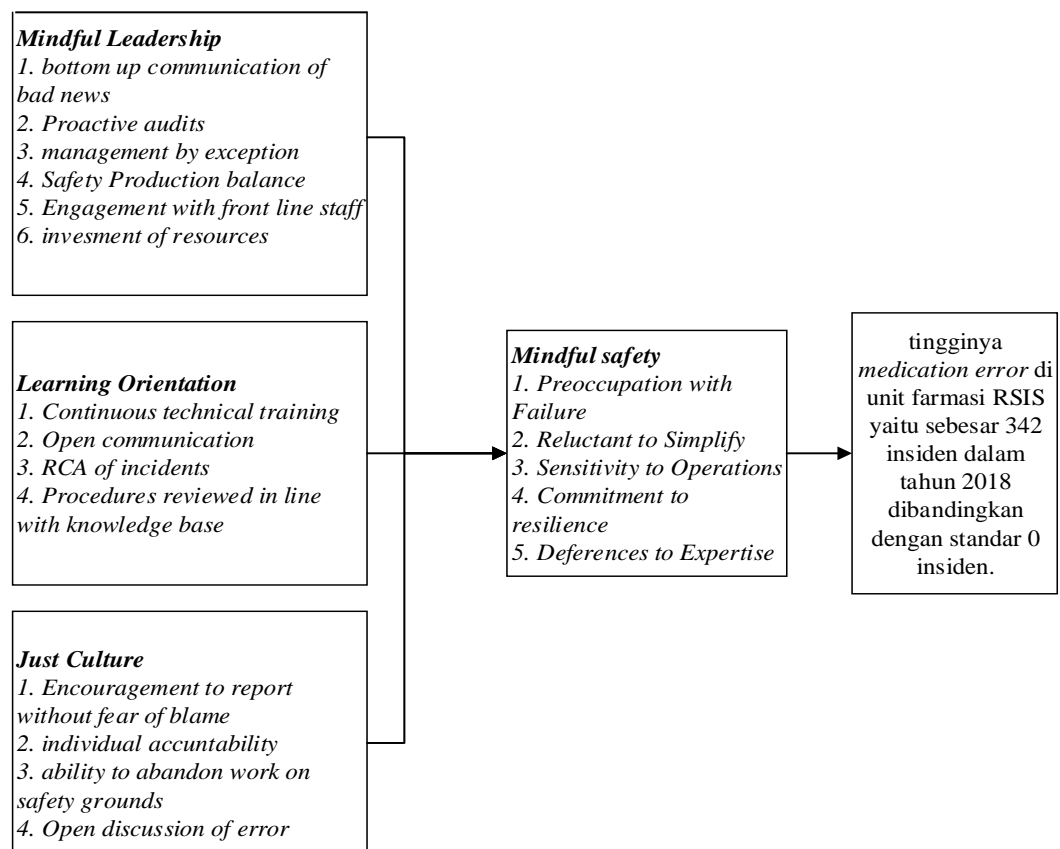 Mindful Leadership
1. bottom up communication of
bad news
2. Proactive audits
3. management by exception
4. Safety Production balance
5. Engagement with front line staff
6. invesment of resources
Learning Orientation
1. Continuous technical training
2. Open communication
3. RCA of incidents
4. Procedures reviewed in line
with knowledge base
Just Culture
1. Encouragement to report
without fear of blame
2. individual accuntability
3. ability to abandon work on
safety grounds
4. Open discussion of error
Mindful safety
1. Preoccupation with
Failure
2. Reluctant to Simplify
3. Sensitivity to Operations
4. Commitment to
resilience
5. Deferences to Expertise
tingginya
medication error di
unit farmasi RSIS
yaitu sebesar 342
insiden dalam
tahun 2018
dibandingkan
dengan standar 0
insiden.